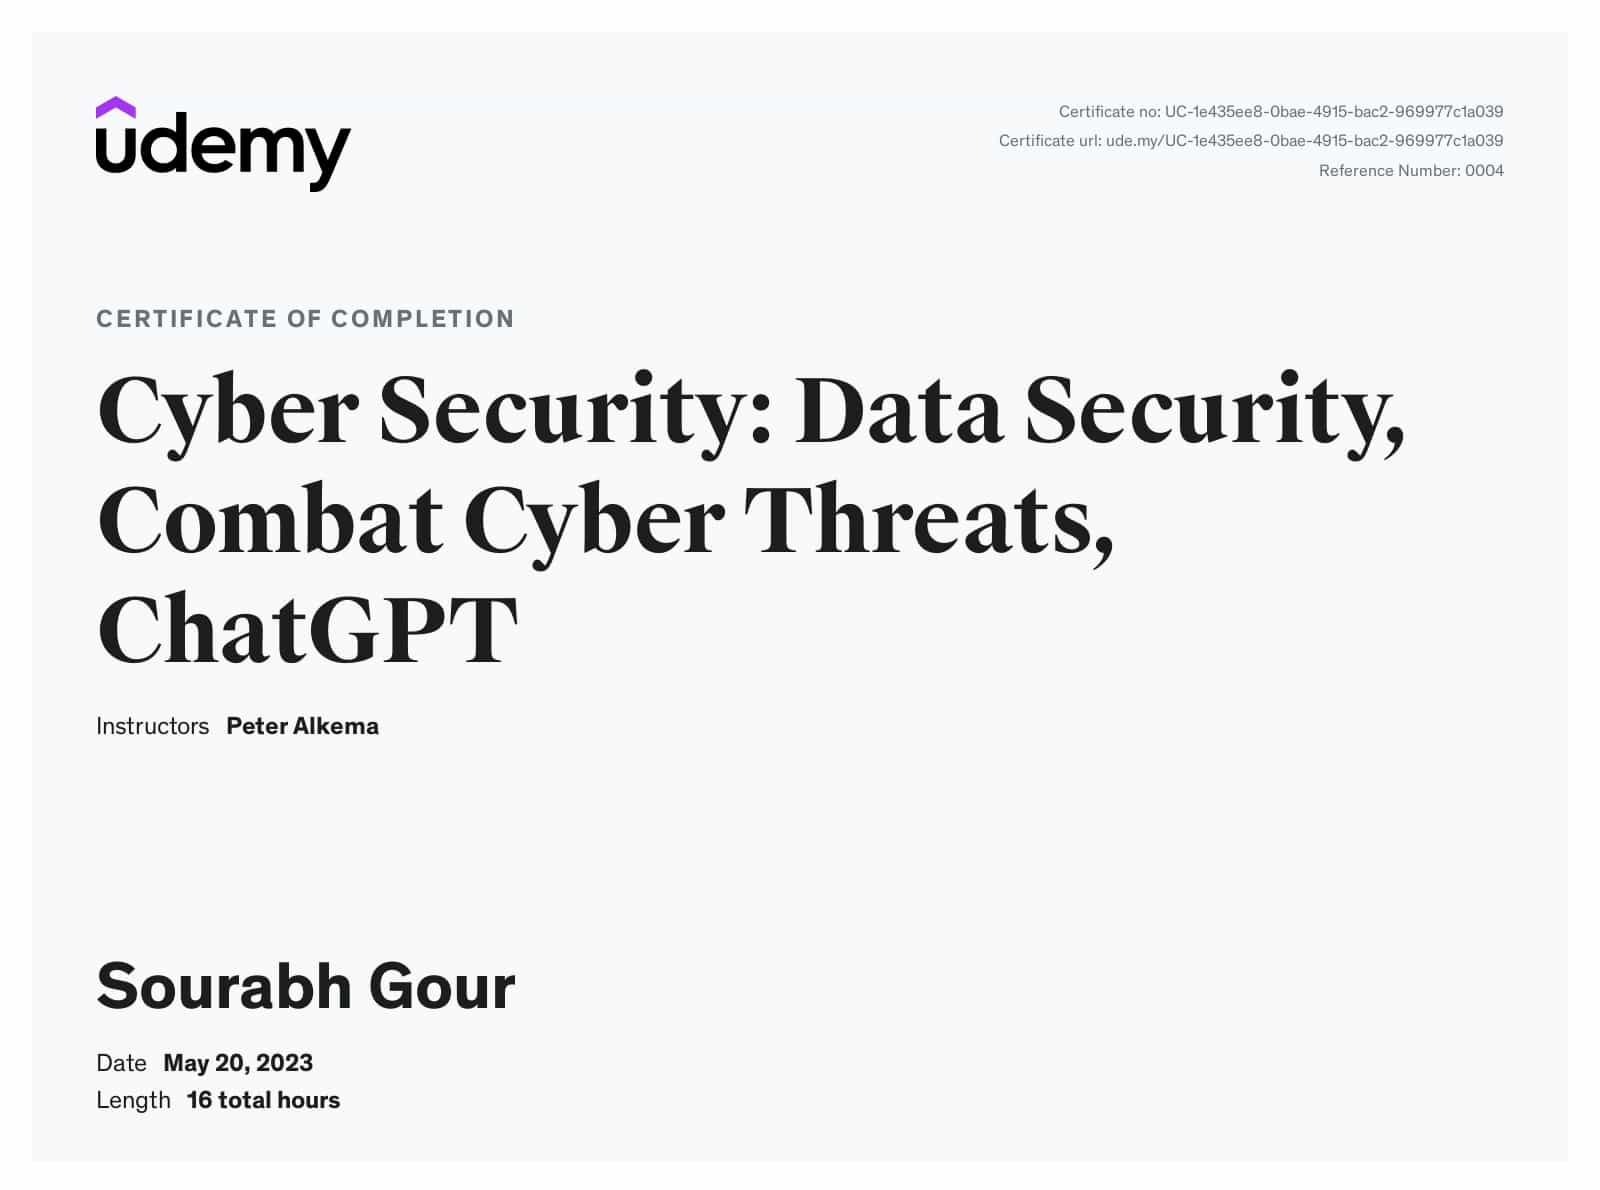 udemy
Certificate no: UC-1e435ee8-0bae-4915-bac2-969977c1a039
Certificate url: ude.my/UC-1e435ee8-0bae-4915-bac2-969977c1a039
Reference Number: 0004
CERTIFICATE OF COMPLETION
Cyber Security: Data Security,
Combat Cyber Threats,
ChatGPT
Instructors Peter Alkema
Sourabh Gour
Date May 20, 2023
Length 16 total hours